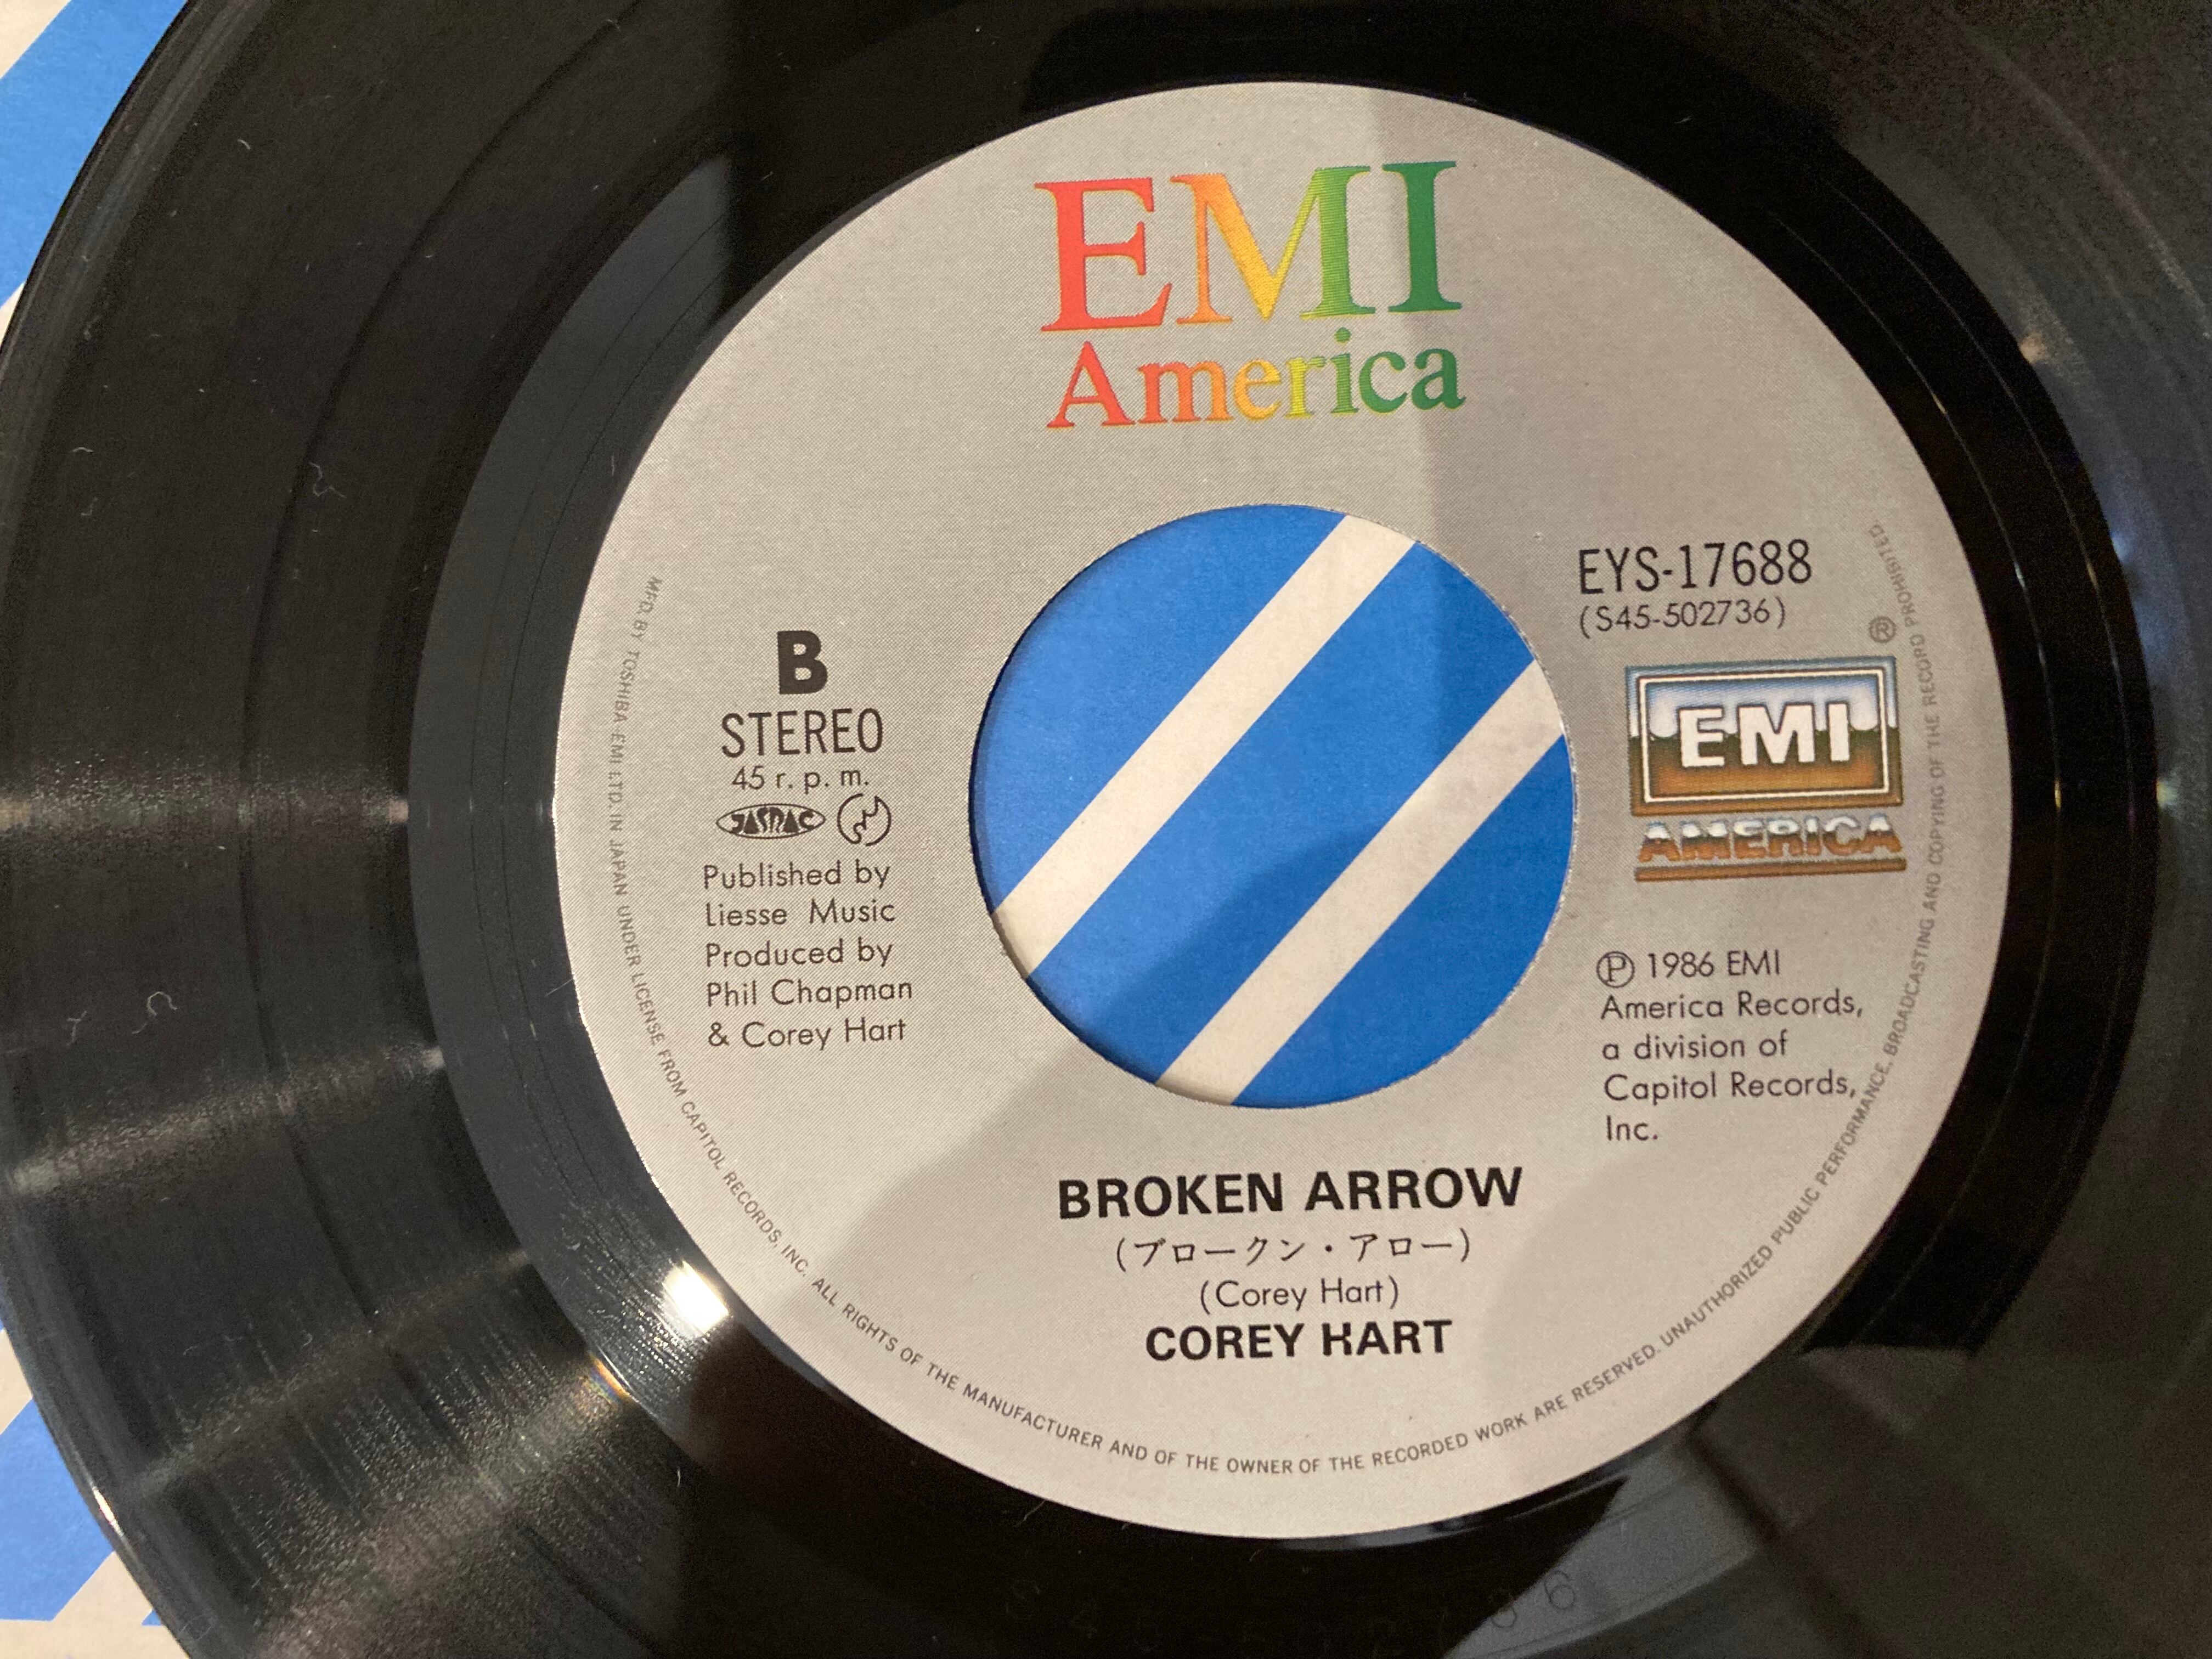 EMI
America
EYS-17688
(S45-502736)
B
STEREO
45 r. p. m.
JASRAC
Published by
Liesse Music
Produced by
Phil Chapman
& Corey Hart
®
EMI
AMERICA
Ⓟ 1986 EMI
America Records,
a division of
Capitol Records,
Inc.
BROKEN ARROW
(ブロークン・アロー)
(Corey Hart)
COREY HART
MFD. BY TOSHIBA-EMI LTD. IN JAPAN UNDER LICENSE FROM CAPITOL RECORDS, INC. ALL RIGHTS OF THE MANUFACTURER AND OF THE OWNER OF THE RECORDED WORK ARE RESERVED. UNAUTHORIZED PUBLIC PERFORMANCE, BROADCASTING AND COPYING OF THE RECORD PROHIBITED